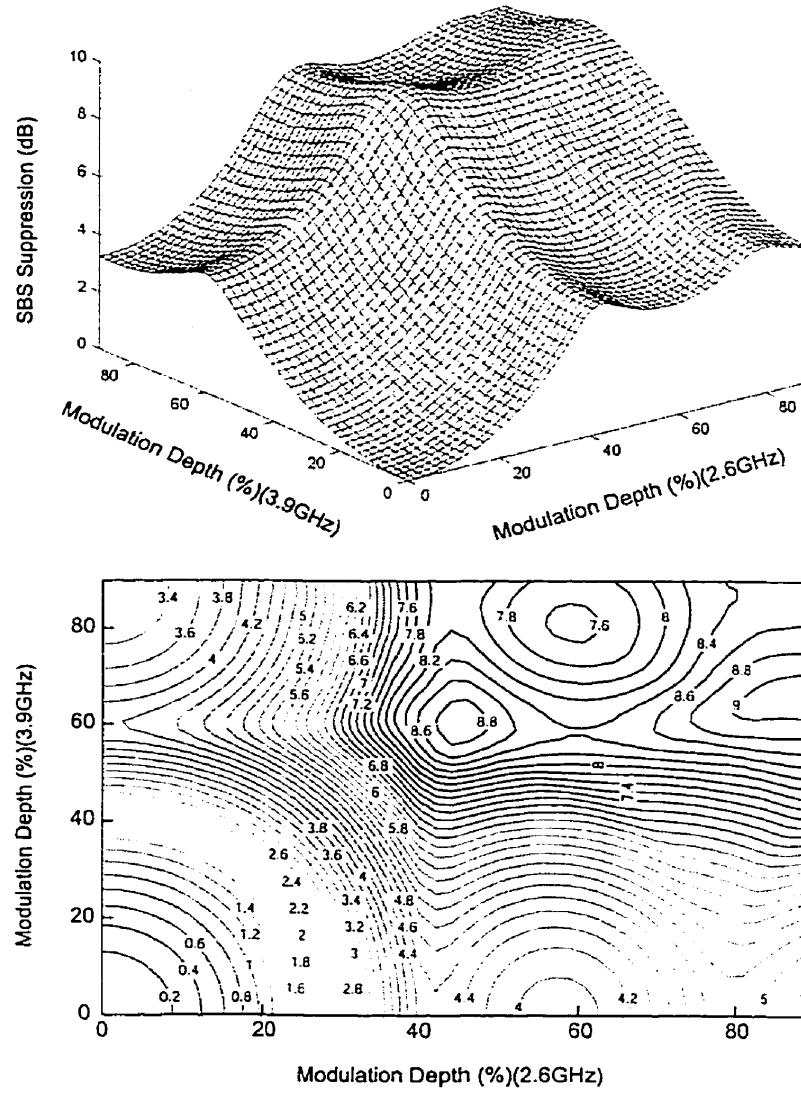 10
8
6
4
2
0
SBS Suppression (dB)
80
60
40
20
0
Modulation Depth (%)(3.9GHz)
0
20
40
60
80
Modulation Depth (%)(2.6GHz)
3.4 3.8 5 6.2 7.6 7.8 7.6 8
3.6 4.2 5.2 6.4 7.8 8.4
4 5.4 6.6 8.2 8.8
5.6 7.2 8.6 9
8.6 8.8
6.8 8
6 7.4
3.8 5.8
2.6 3.6
2.4 4
1.4 2.2 3.4 4.8
1.2 2 3.2 4.6
0.6 1 1.8 3 4.4
0.4 1.6 2.8 4.4 4.2 5
0.2 0.8 4
80
60
40
20
0
Modulation Depth (%)(3.9GHz)
0 20 40 60 80
Modulation Depth (%)(2.6GHz)